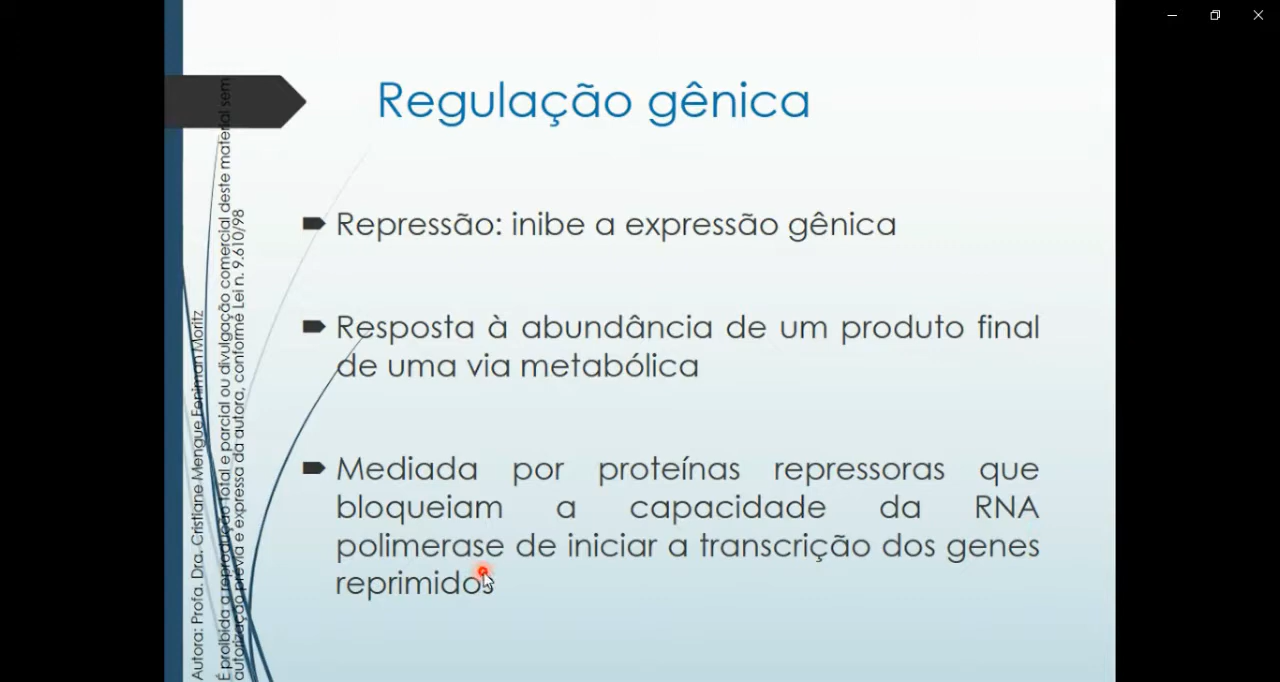 Regulação gênica
Repressão: inibe a expressão gênica
Resposta à abundância de um produto final
de uma via metabólica
Mediada por proteínas repressoras que
bloqueiam a capacidade da RNA
polimerase de iniciar a transcrição dos genes
reprimidos
Autora: Profa. Dra. Cristiane Mengue Feniman Moritz
É proibida a reprodução total e parcial ou divulgação comercial deste material sem
autorização prévia e expressa da autora, conforme Lei n. 9.610/98